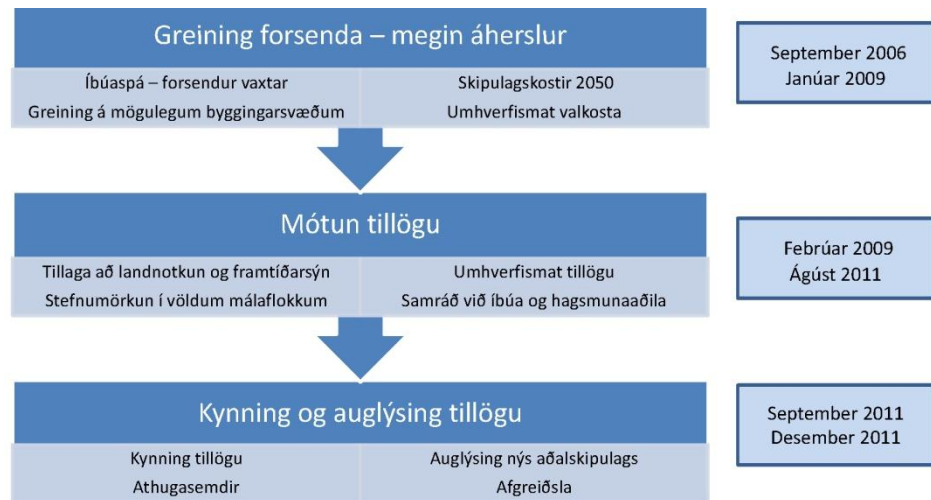 Greining forsenda – megin áherslur
Íbúaspá – forsendur vaxtar
Greining á mögulegum byggingarsvæðum
Skipulagskostir 2050
Umhverfismat valkosta
September 2006
Janúar 2009
Mótun tillögu
Tillaga að landnotkun og framtíðarsýn
Stefnumörkun í völdum málaflokkum
Umhverfismat tillögu
Samráð við íbúa og hagsmunaaðila
Febrúar 2009
Ágúst 2011
Kynning og auglýsing tillögu
Kynning tillögu
Athugasemdir
Auglýsing nýs aðalskipulags
Afgreiðsla
September 2011
Desember 2011